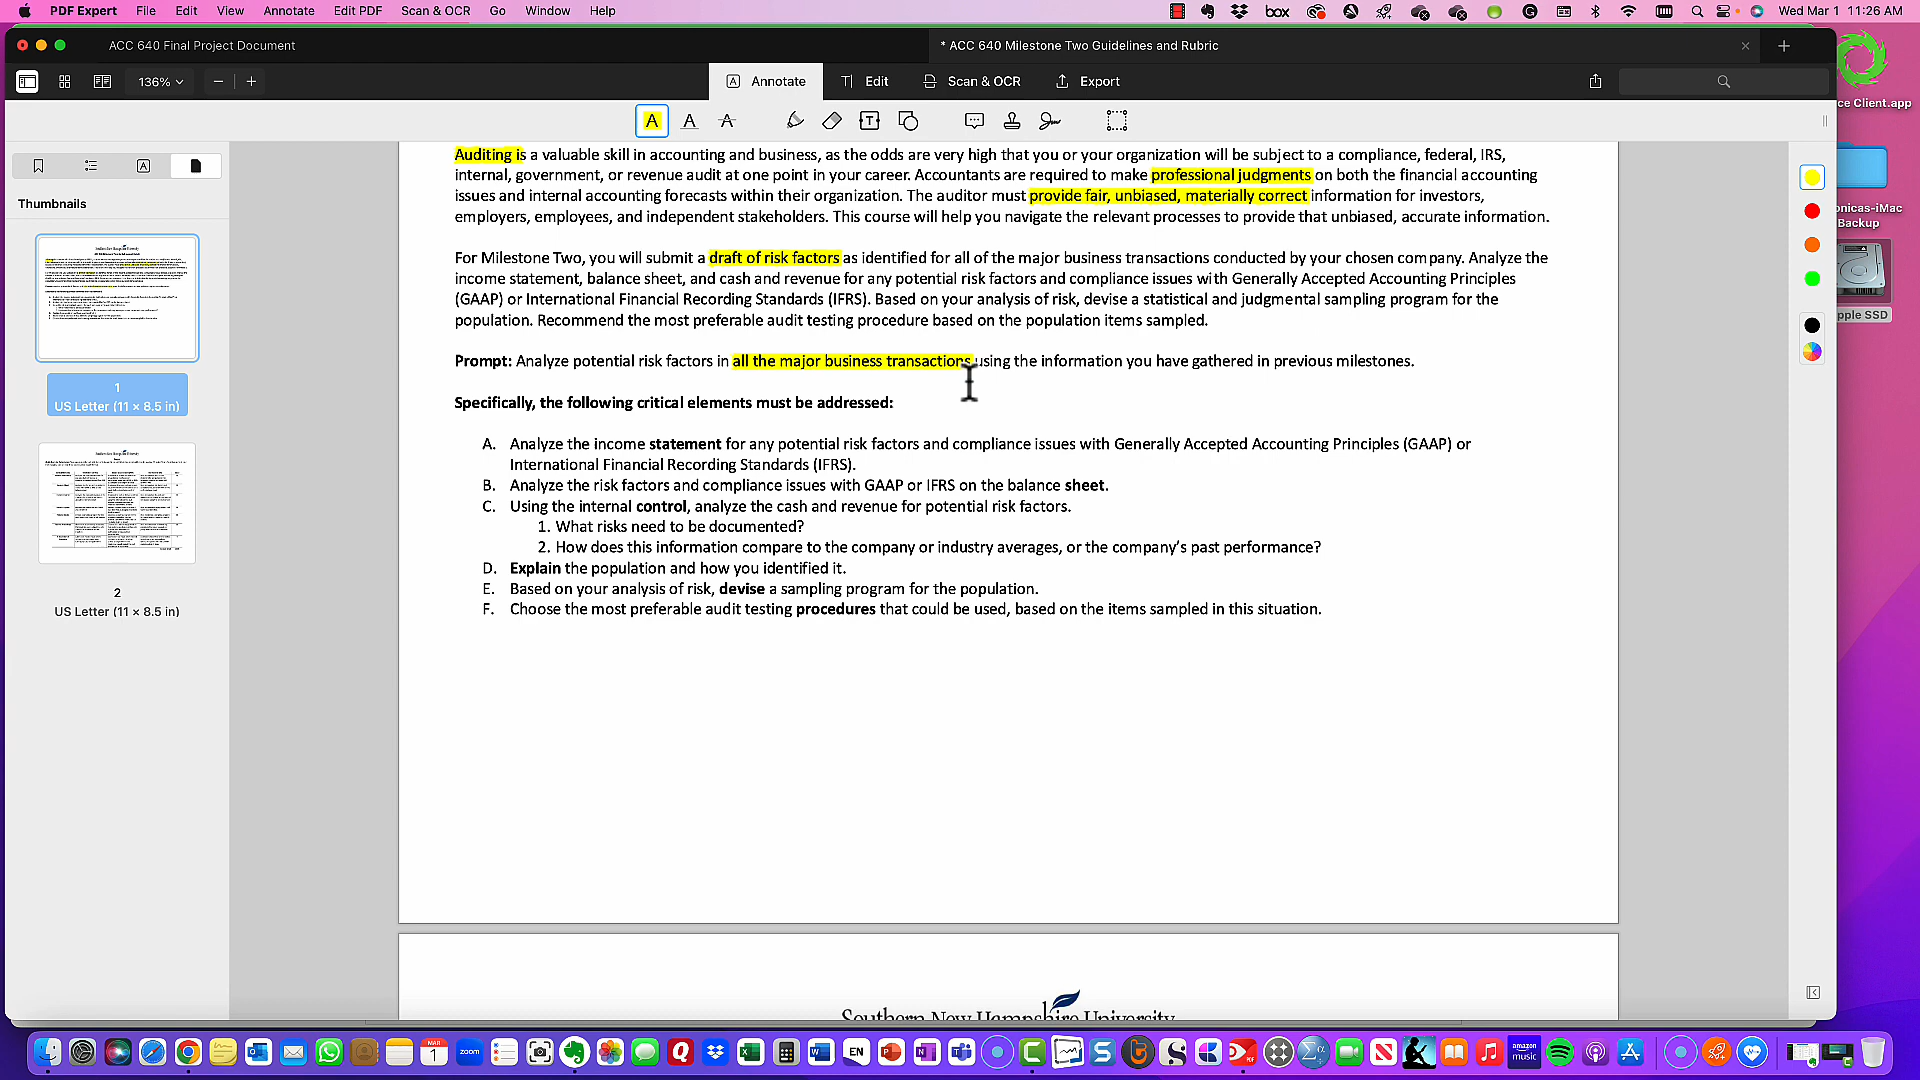 PDF Expert File Edit View Annotate Edit PDF Scan & OCR Go Window Help box Wed Mar 1 11:26 AM
ACC 640 Final Project Document * ACC 640 Milestone Two Guidelines and Rubric
136% Annotate Edit Scan & OCR Export
ce Client.app
Thumbnails
1
US Letter (11 × 8.5 in)
2
US Letter (11 × 8.5 in)
Auditing is a valuable skill in accounting and business, as the odds are very high that you or your organization will be subject to a compliance, federal, IRS,
internal, government, or revenue audit at one point in your career. Accountants are required to make professional judgments on both the financial accounting
issues and internal accounting forecasts within their organization. The auditor must provide fair, unbiased, materially correct information for investors,
employers, employees, and independent stakeholders. This course will help you navigate the relevant processes to provide that unbiased, accurate information.
For Milestone Two, you will submit a draft of risk factors as identified for all of the major business transactions conducted by your chosen company. Analyze the
income statement, balance sheet, and cash and revenue for any potential risk factors and compliance issues with Generally Accepted Accounting Principles
(GAAP) or International Financial Recording Standards (IFRS). Based on your analysis of risk, devise a statistical and judgmental sampling program for the
population. Recommend the most preferable audit testing procedure based on the population items sampled.
Prompt: Analyze potential risk factors in all the major business transactions using the information you have gathered in previous milestones.
Specifically, the following critical elements must be addressed:
A. Analyze the income statement for any potential risk factors and compliance issues with Generally Accepted Accounting Principles (GAAP) or
International Financial Recording Standards (IFRS).
B. Analyze the risk factors and compliance issues with GAAP or IFRS on the balance sheet.
C. Using the internal control, analyze the cash and revenue for potential risk factors.
1. What risks need to be documented?
2. How does this information compare to the company or industry averages, or the company's past performance?
D. Explain the population and how you identified it.
E. Based on your analysis of risk, devise a sampling program for the population.
F. Choose the most preferable audit testing procedures that could be used, based on the items sampled in this situation.
Southern New Hampshire University
onicas-iMac
Backup
pple SSD
MAR
1
zoom
EN
amazon
music